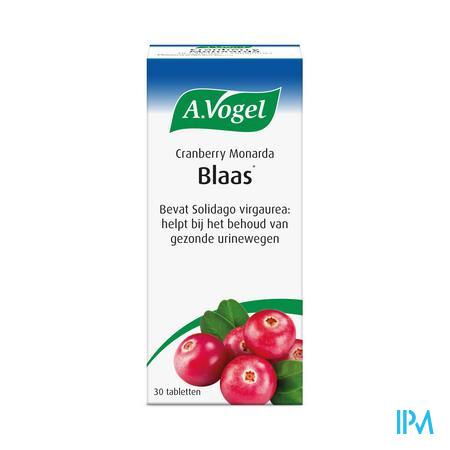 A.Vogel
Cranberry Monarda
Blaas*
Bevat Solidago virgaurea:
helpt bij het behoud van
gezonde urinewegen
30 tabletten
IPM